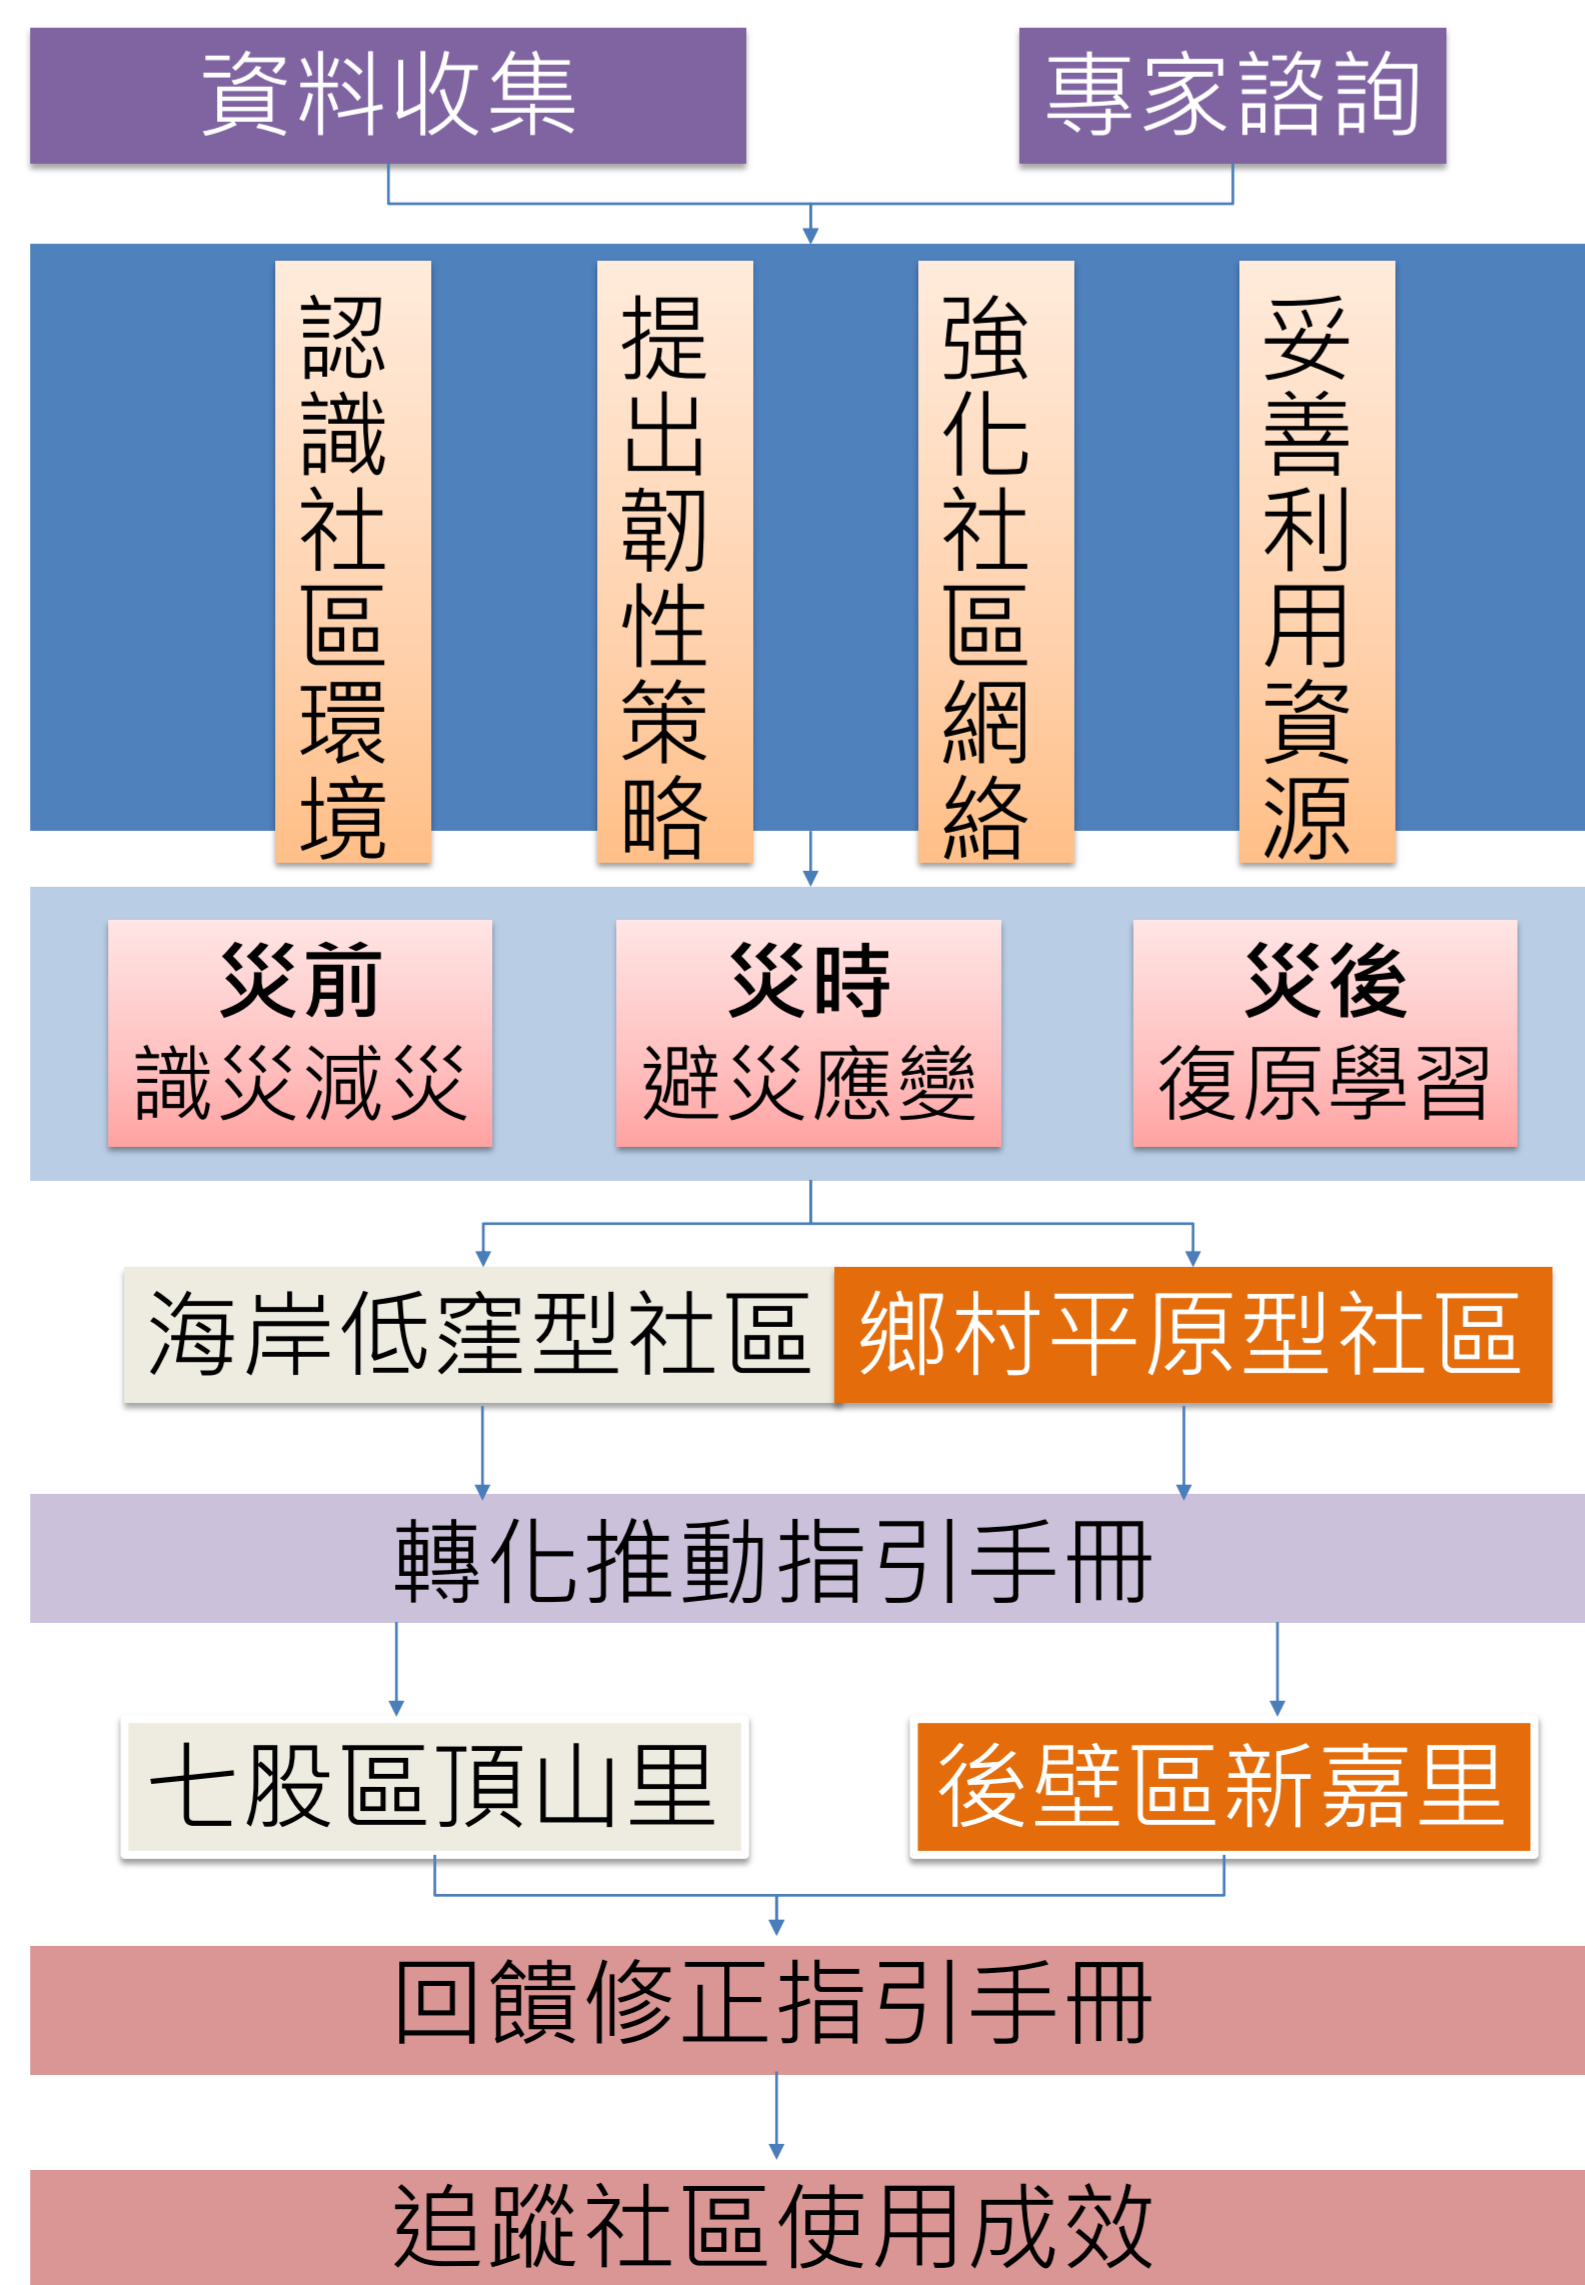 資料收集
專家諮詢
認識社區環境
提出韌性策略
強化社區網絡
妥善利用資源
災前
識災減災
災時
避災應變
災後
復原學習
海岸低窪型社區
鄉村平原型社區
轉化推動指引手冊
七股區頂山里
後壁區新嘉里
回饋修正指引手冊
追蹤社區使用成效